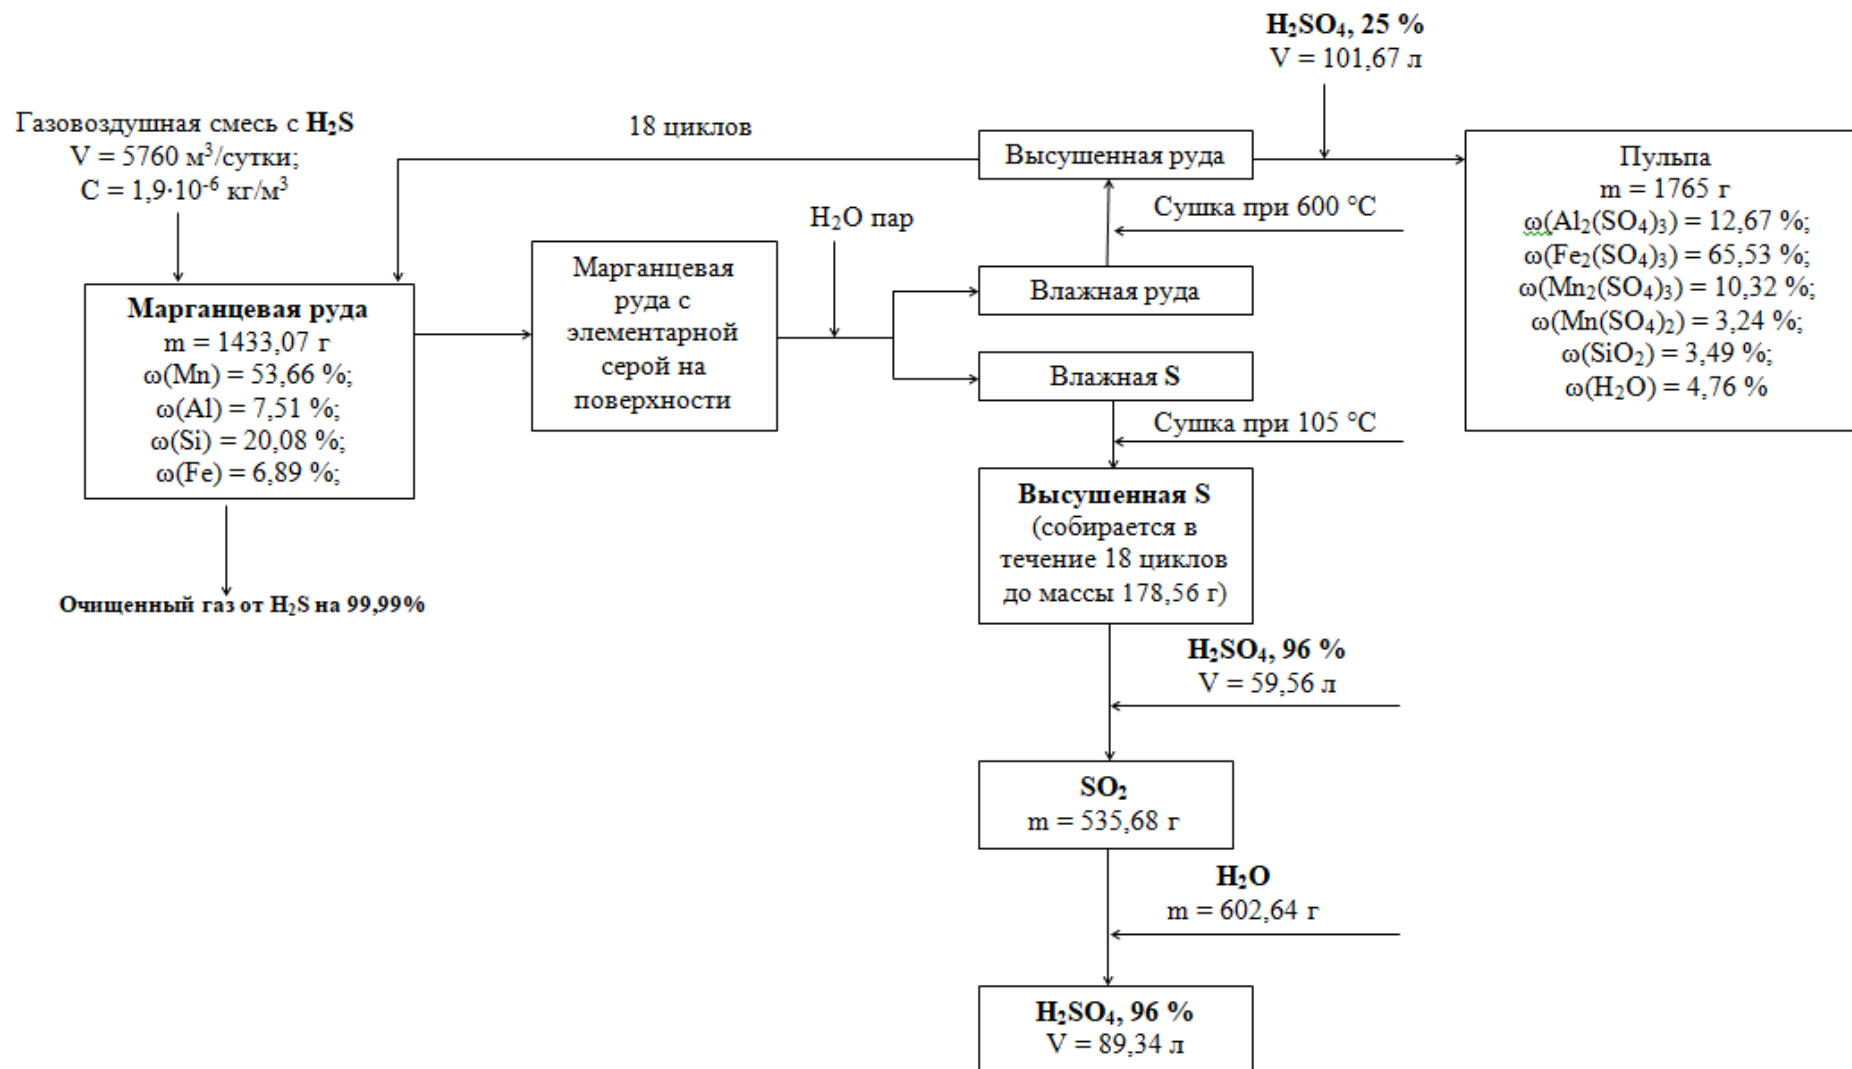 Газовоздушная смесь с H₂S
V = 5760 м³/сутки;
C = 1,9·10⁻⁶ кг/м³
18 циклов
H₂SO₄, 25 %
V = 101,67 л
Марганцевая руда
m = 1433,07 г
ω(Mn) = 53,66 %;
ω(Al) = 7,51 %;
ω(Si) = 20,08 %;
ω(Fe) = 6,89 %;
Очищенный газ от H₂S на 99,99%
Марганцевая
руда с
элементарной
серой на
поверхности
H₂O пар
Высушенная руда
Сушка при 600 °C
Влажная руда
Влажная S
Сушка при 105 °C
Высушенная S
(собирается в
течение 18 циклов
до массы 178,56 г)
H₂SO₄, 96 %
V = 59,56 л
SO₂
m = 535,68 г
H₂O
m = 602,64 г
H₂SO₄, 96 %
V = 89,34 л
Пульпа
m = 1765 г
ω(Al₂(SO₄)₃) = 12,67 %;
ω(Fe₂(SO₄)₃) = 65,53 %;
ω(Mn₂(SO₄)₃) = 10,32 %;
ω(Mn(SO₄)₂) = 3,24 %;
ω(SiO₂) = 3,49 %;
ω(H₂O) = 4,76 %